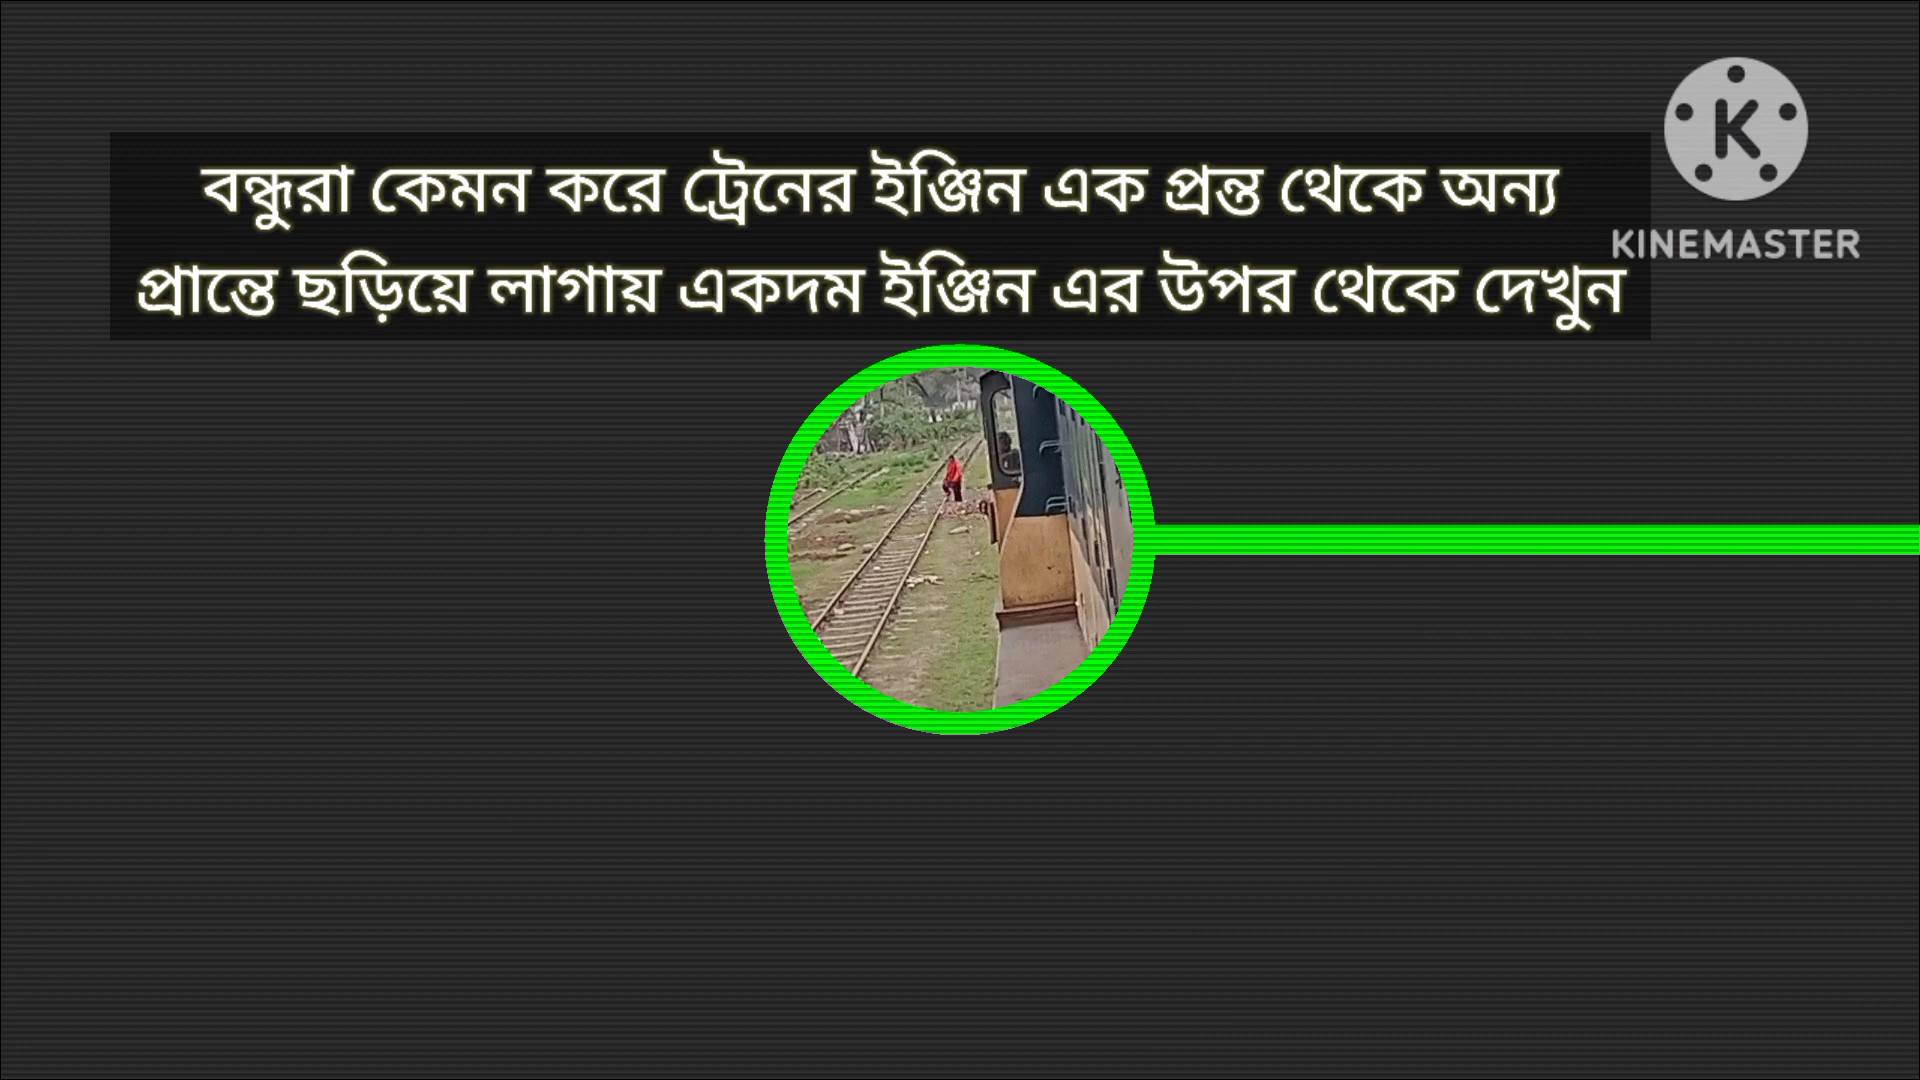 বন্ধুরা কেমন করে ট্রেনের ইঞ্জিন এক প্রন্ত থেকে অন্য
প্রান্তে ছড়িয়ে লাগায় একদম ইঞ্জিন এর উপর থেকে দেখুন
K
KINEMASTER